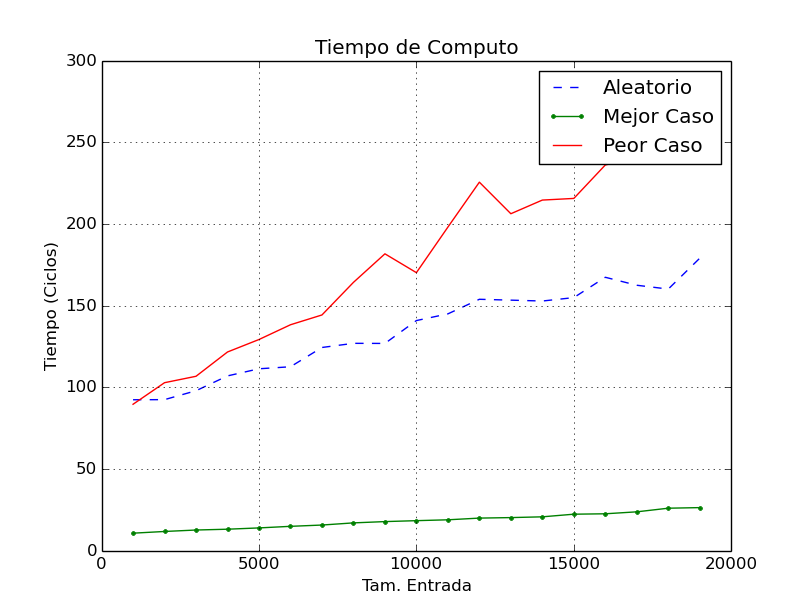 Tiempo de Computo
300
250
200
150
100
50
0
Tiempo (Ciclos)
Aleatorio
Mejor Caso
Peor Caso
0 5000 10000 15000 20000
Tam. Entrada